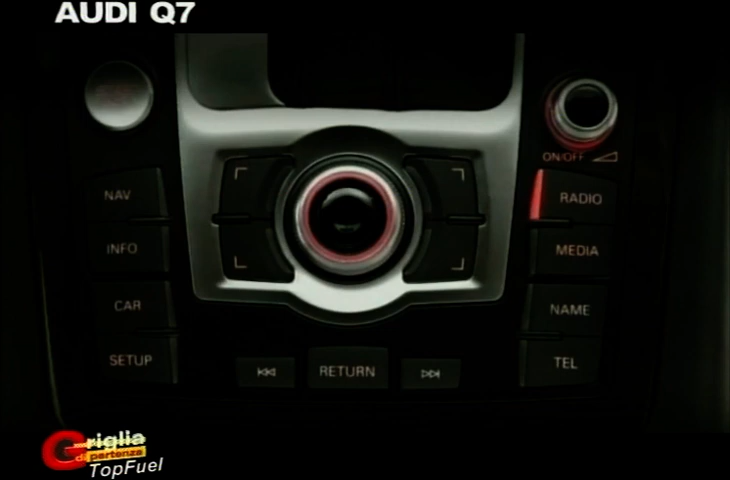 AUDI Q7
ON/OFF
NAV
RADIO
INFO
MEDIA
CAR
NAME
SETUP
RETURN
TEL
Griglia
di partenza
TopFuel